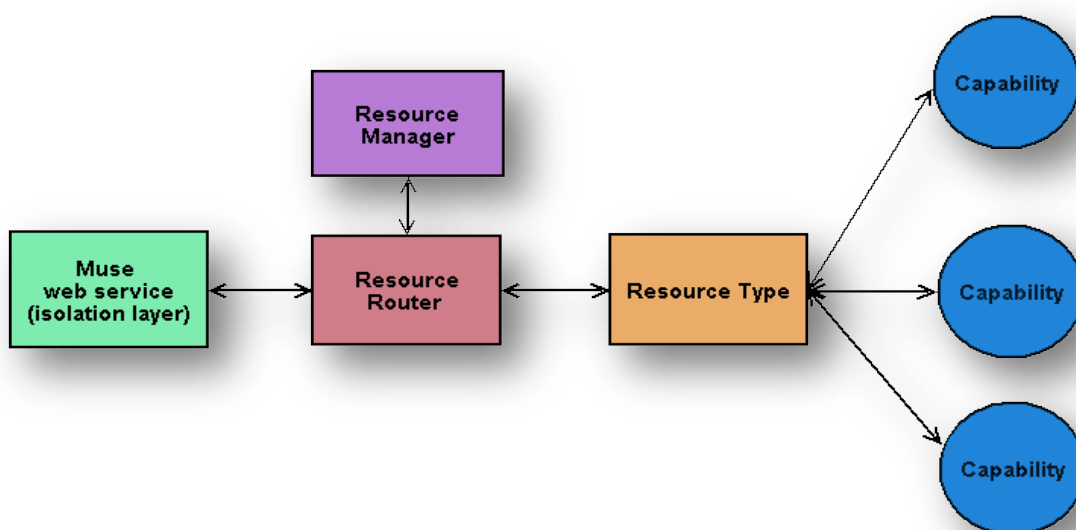 Capability
Resource
Manager
Muse
web service
(isolation layer)
Resource
Router
Resource Type
Capability
Capability